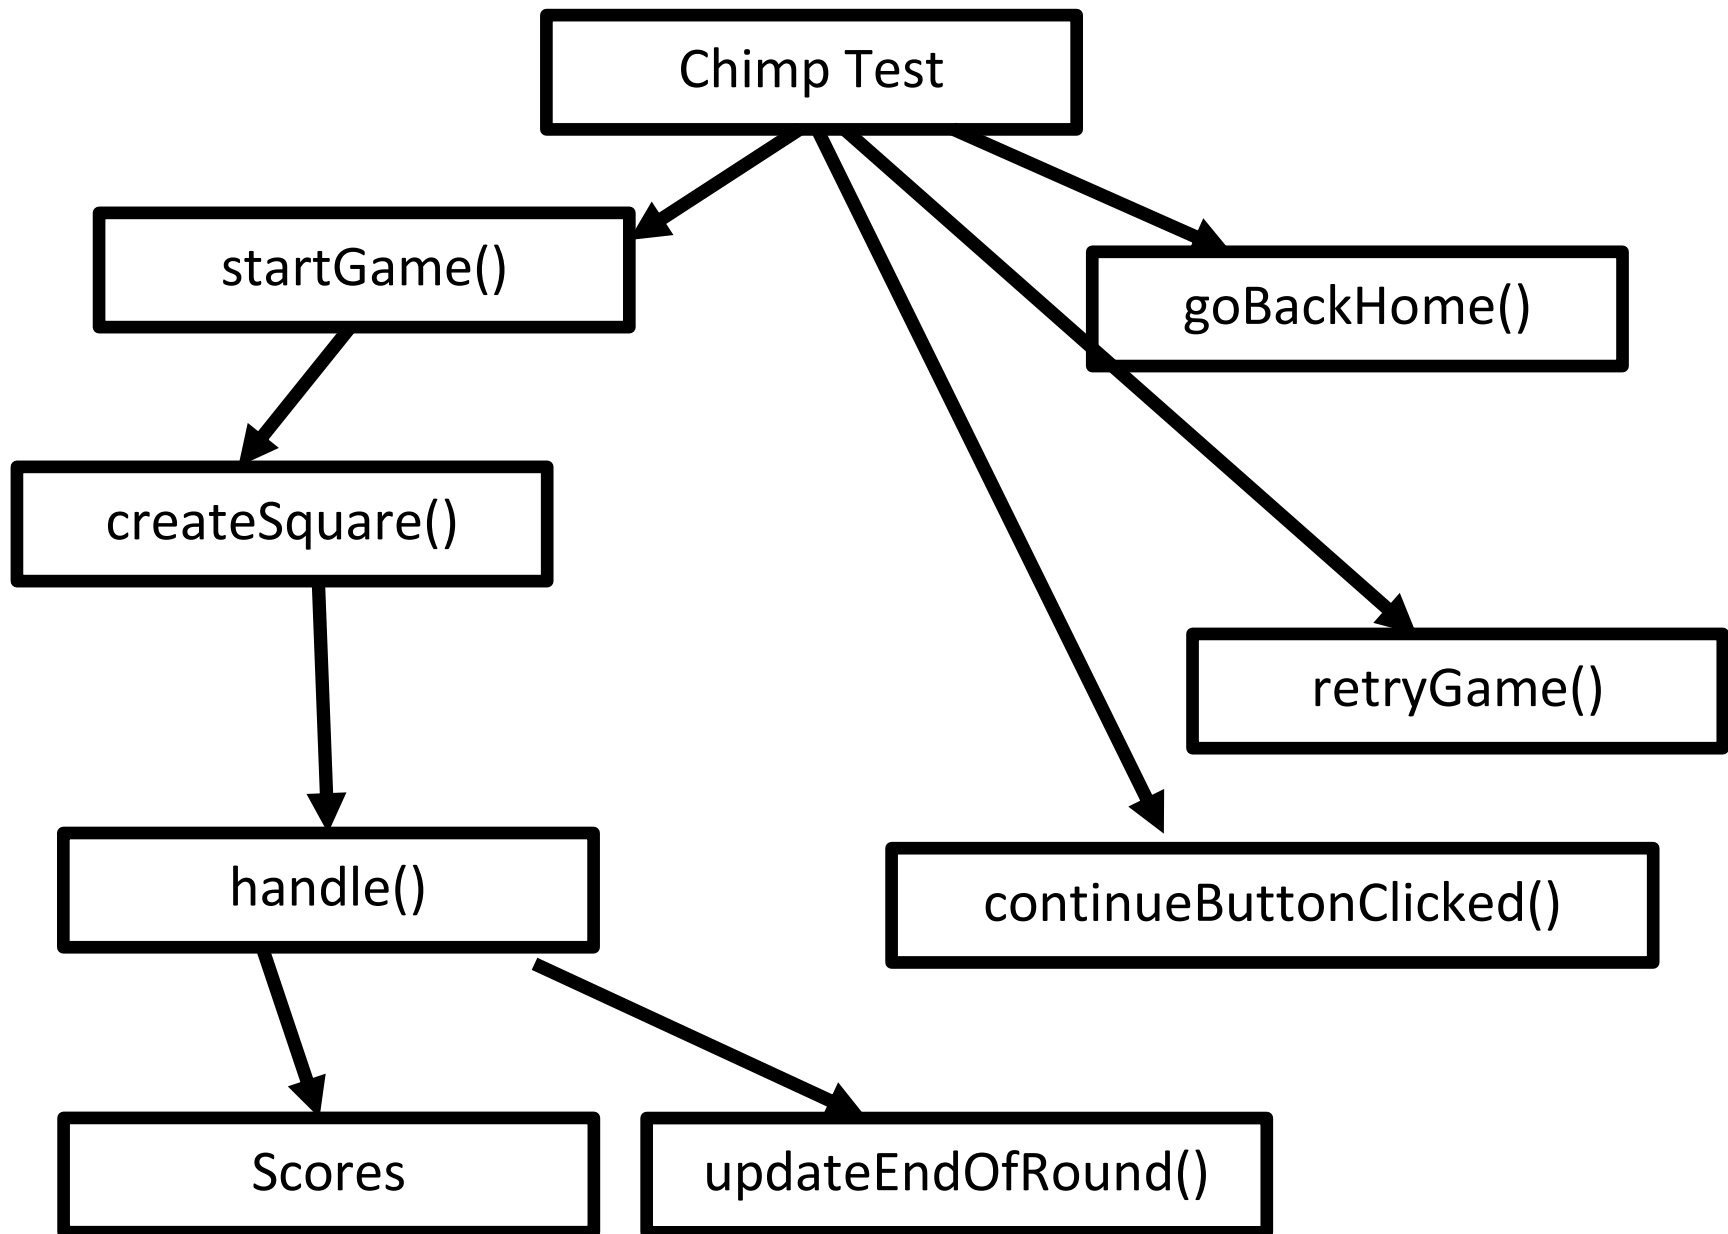 Chimp Test
startGame()
goBackHome()
createSquare()
retryGame()
handle()
continueButtonClicked()
Scores
updateEndOfRound()